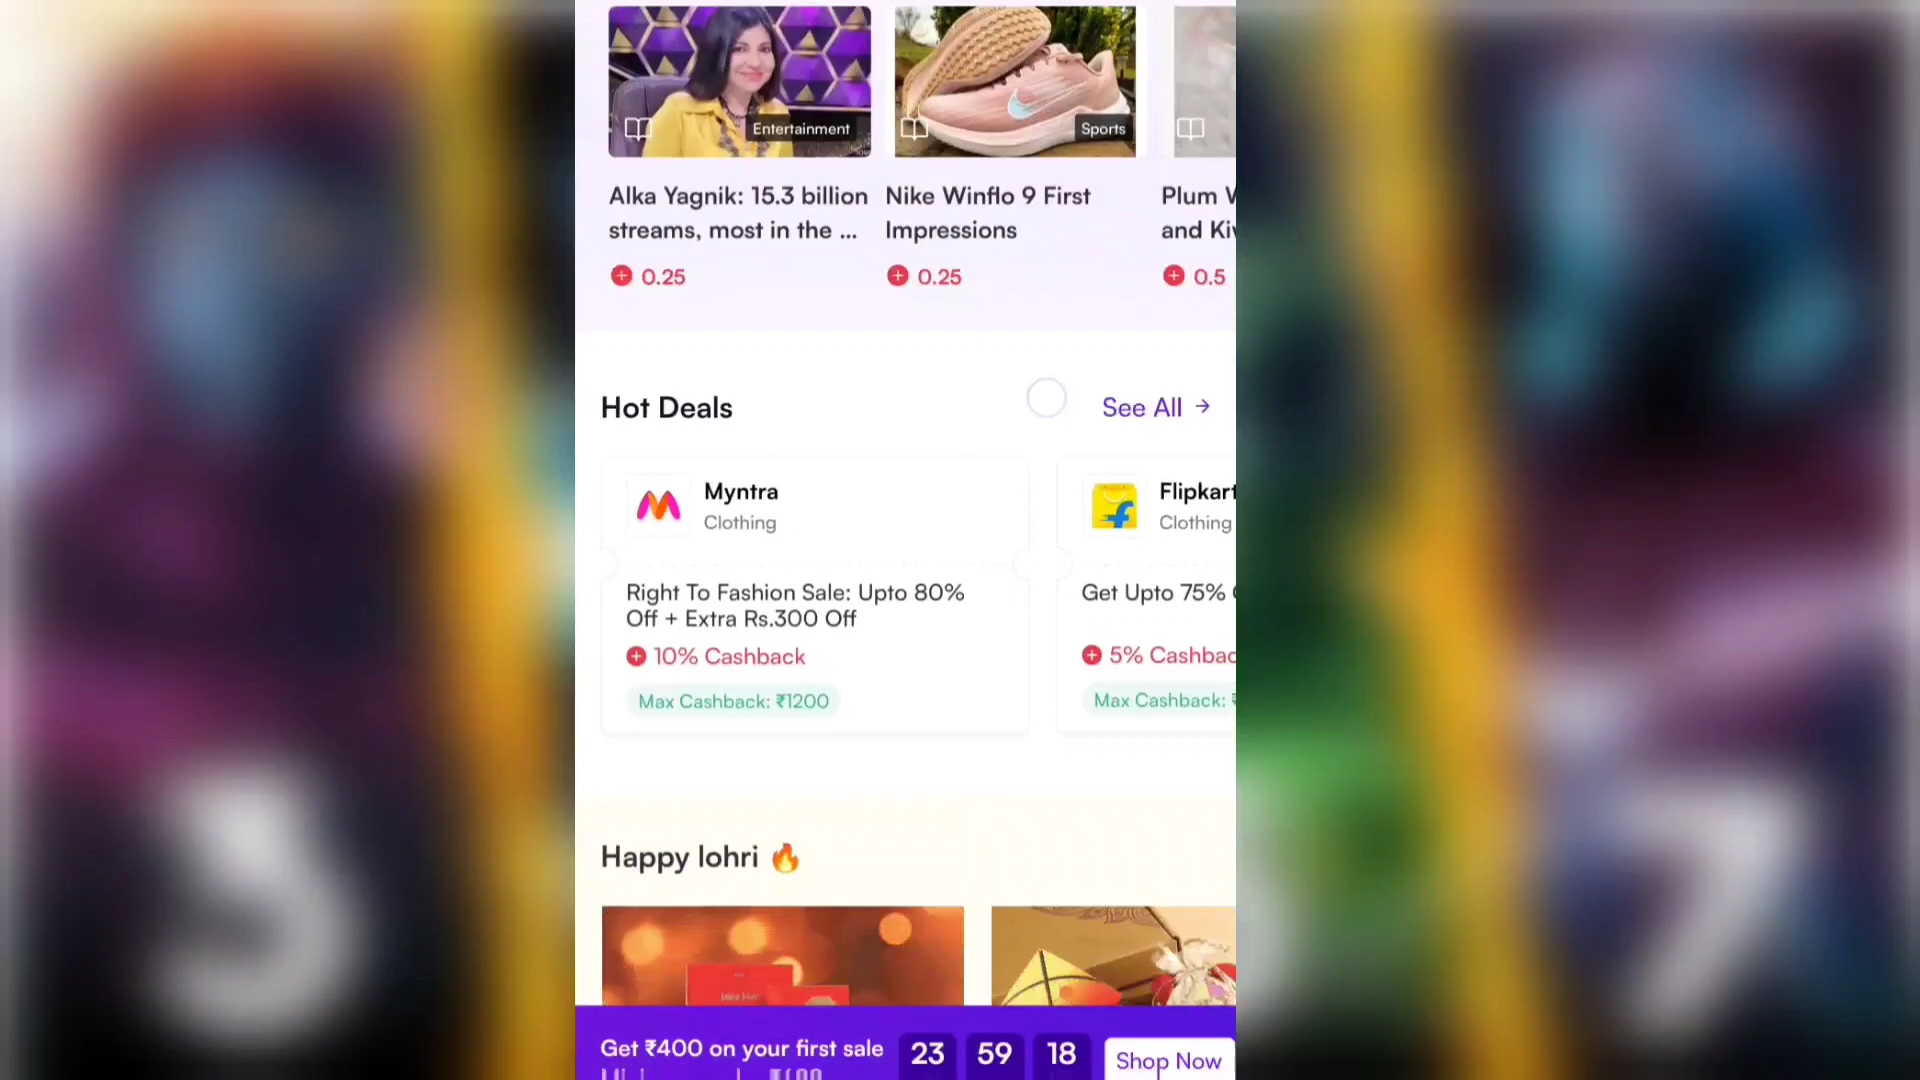 Entertainment
Sports
Alka Yagnik: 15.3 billion
streams, most in the ...
0.25
Nike Winflo 9 First
Impressions
0.25
Plum
and
0.5
Hot Deals
See All →
Myntra
Clothing
Right To Fashion Sale: Upto 80%
Off + Extra Rs.300 Off
10% Cashback
Max Cashback: ₹1200
Flipkart
Clothing
Get Upto 75%
5%
Max Cashback:
Happy lohri 🔥
Get ₹400 on your first sale
23 59 18
Shop Now